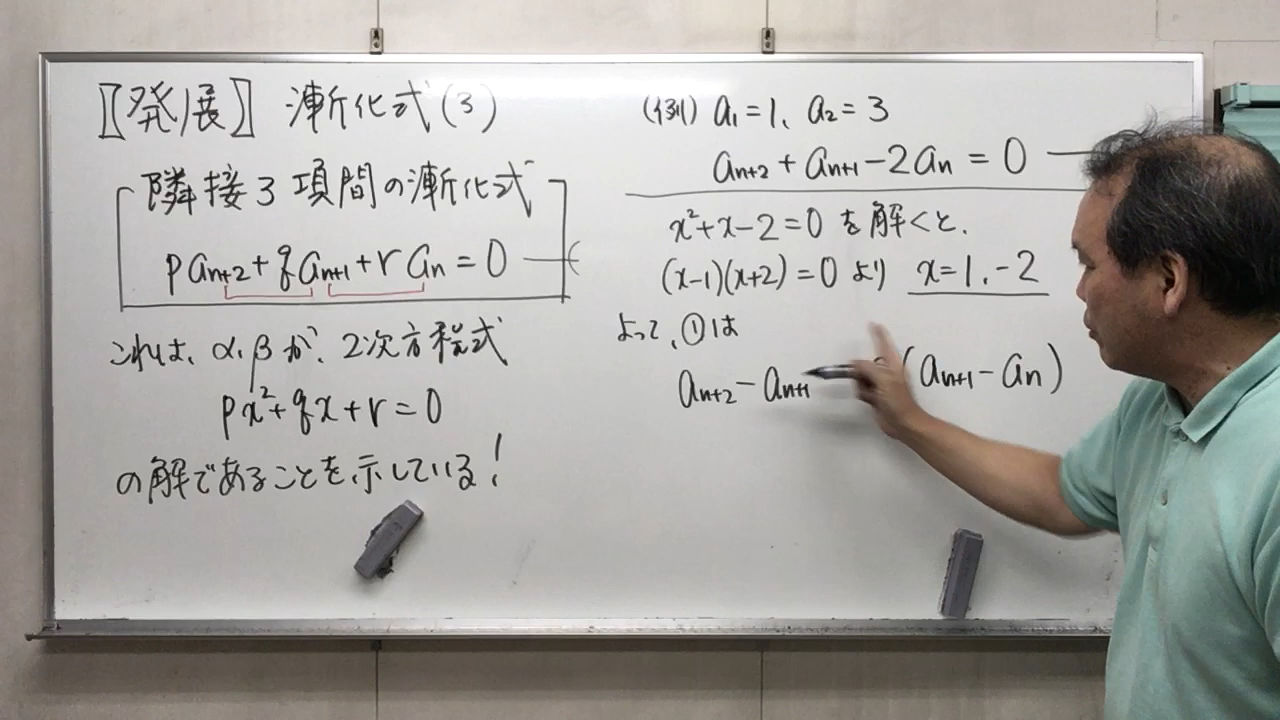 〚発展〛 漸化式(3)
隣接3項間の漸化式
pan+2+qan+1+ran=0
これは、α,βが、2次方程式
px²+qx+r=0
の解であることを示している!
(例) a1=1、a2=3
an+2+an+1-2an=0
x²+x-2=0を解くと、
(x-1)(x+2)=0より x=1,-2
よって、①は
an+2-an+1 (an+1-an)